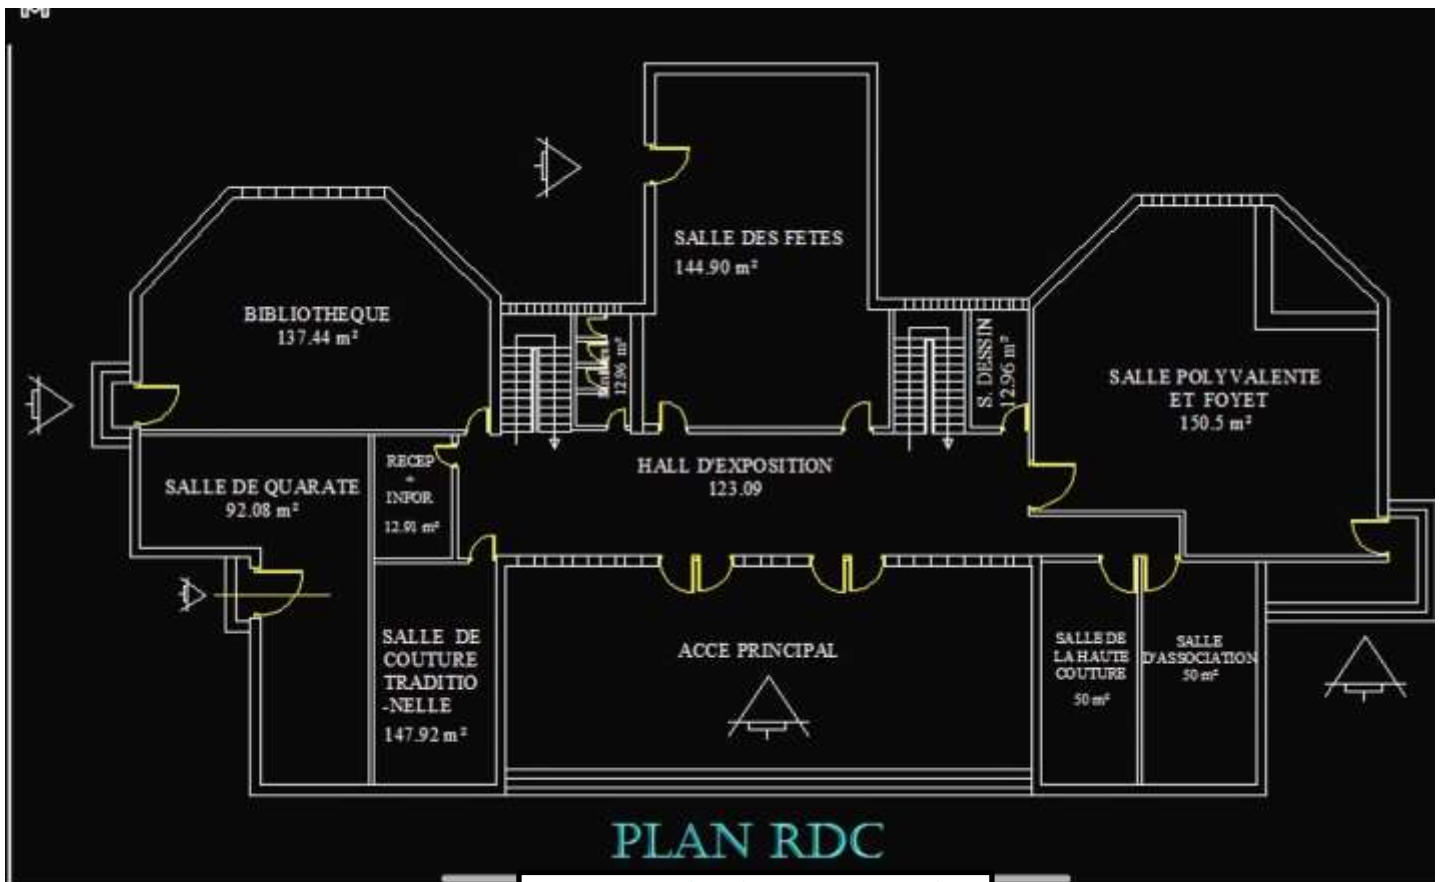 SALLE DES FETES
144.90 m²
BIBLIOTHEQUE
137.44 m²
12.96 m²
S. DESSIN
12.96 m²
SALLE POLYVALENTE
ET FOYET
150.5 m²
RECEP
+
INFOR
12.91 m²
HALL D'EXPOSITION
123.09
SALLE DE QUARATE
92.08 m²
SALLE DE
COUTURE
TRADITIO
-NELLE
147.92 m²
ACCE PRINCIPAL
SALLE DE
LA HAUTE
COUTURE
50 m²
SALLE
D'ASSOCIATION
50 m²
PLAN RDC